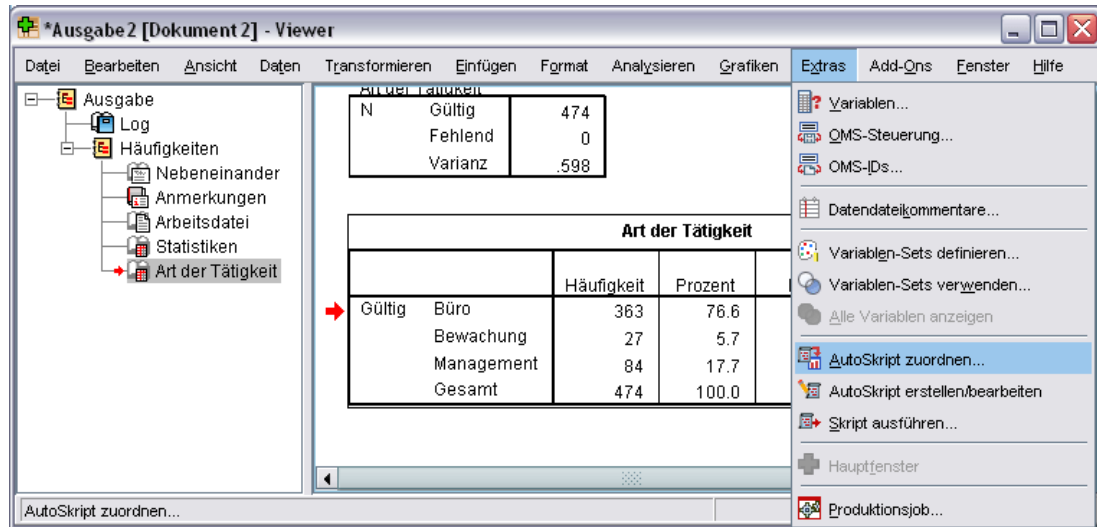 *Ausgabe2 [Dokument 2] - Viewer
Datei Bearbeiten Ansicht Daten Transformieren Einfügen Format Analysieren Grafiken Extras Add-Ons Fenster Hilfe
Ausgabe
Log
Häufigkeiten
Nebeneinander
Anmerkungen
Arbeitsdatei
Statistiken
Art der Tätigkeit
Art der Tätigkeit
N Gültig 474
Fehlend 0
Varianz .598
Art der Tätigkeit
Häufigkeit Prozent
Gültig Büro 363 76.6
Bewachung 27 5.7
Management 84 17.7
Gesamt 474 100.0
Variablen...
OMS-Steuerung...
OMS-IDs...
Datendateikommentare...
Variablen-Sets definieren...
Variablen-Sets verwenden...
Alle Variablen anzeigen
AutoSkript zuordnen...
AutoSkript erstellen/bearbeiten
Skript ausführen...
Hauptfenster
Produktionsjob...
AutoSkript zuordnen...